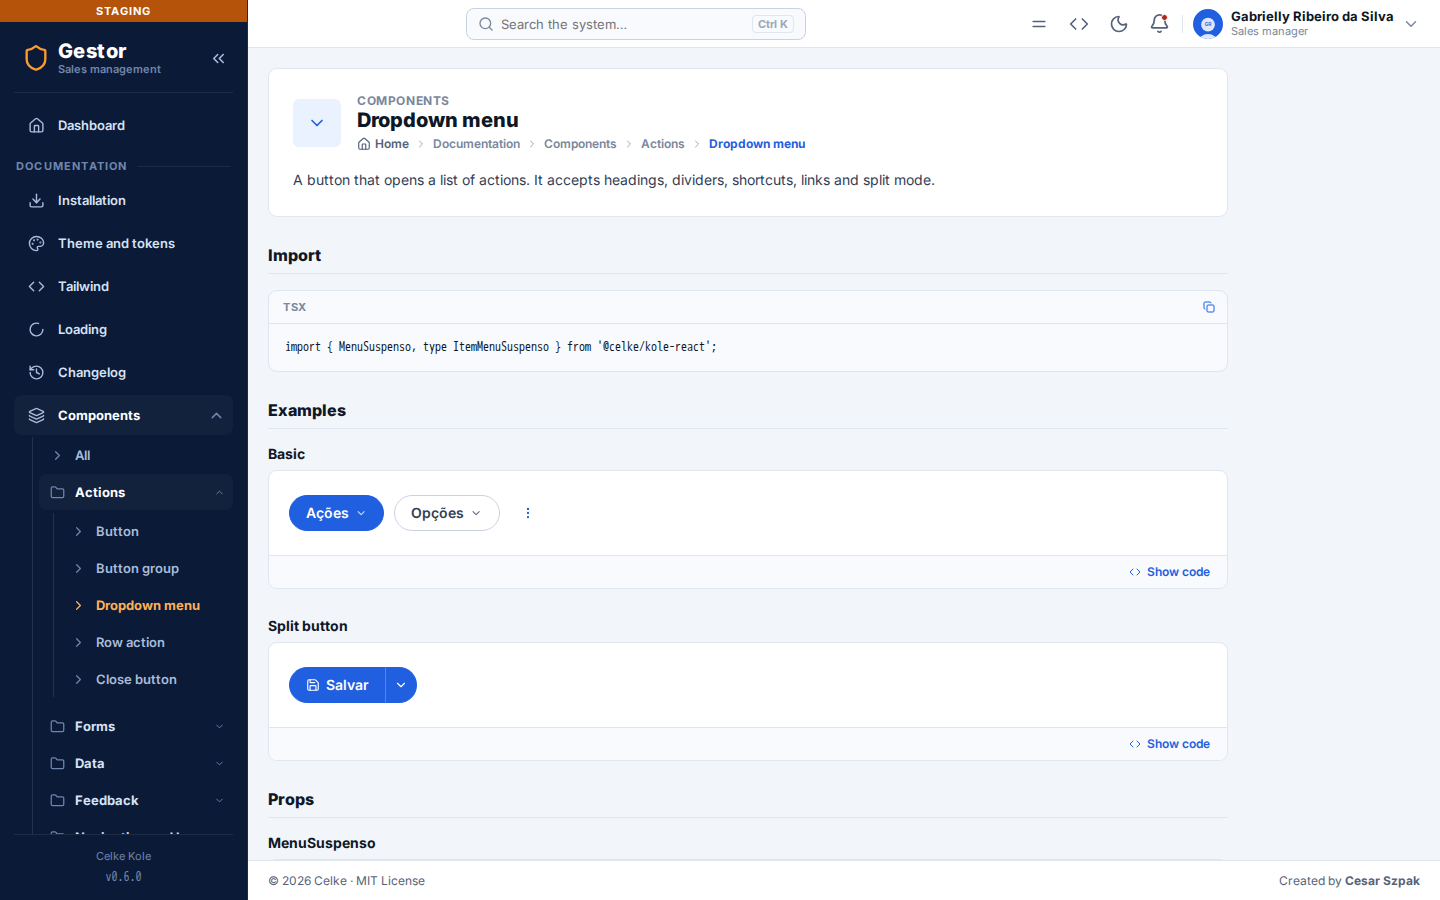 STAGING
Gestor
Sales management
Dashboard
DOCUMENTATION
Installation
Theme and tokens
Tailwind
Loading
Changelog
Components
All
Actions
Button
Button group
Dropdown menu
Row action
Close button
Forms
Data
Feedback
Celke Kole
v0.6.0
Search the system...
Ctrl K
Gabrielly Ribeiro da Silva
Sales manager
COMPONENTS
Dropdown menu
Home
Documentation
Components
Actions
Dropdown menu
A button that opens a list of actions. It accepts headings, dividers, shortcuts, links and split mode.
Import
TSX
import { MenuSuspenso, type ItemMenuSuspenso } from '@celke/kole-react';
Examples
Basic
Ações
Opções
Show code
Split button
Salvar
Show code
Props
MenuSuspenso
© 2026 Celke · MIT License
Created by Cesar Szpak